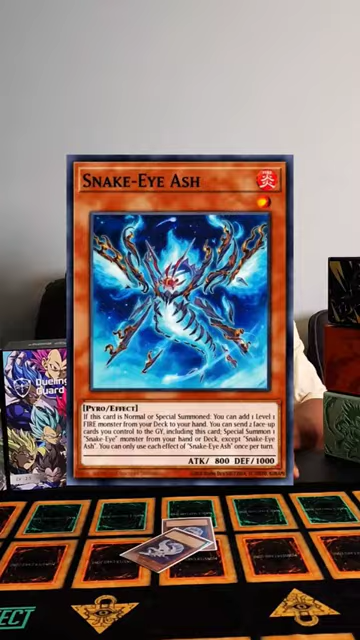 Snake-Eye Ash
炎
Dueling
Guard
[Pyro/Effect]
If this card is Normal or Special Summoned: You can add 1 Level 1
FIRE monster from your Deck to your hand. You can send 2 face-up
cards you control to the GY, including this card; Special Summon 1
"Snake-Eye" monster from your hand or Deck, except "Snake-Eye
Ash". You can only use each effect of "Snake-Eye Ash" once per turn.
ATK/ 800 DEF/1000